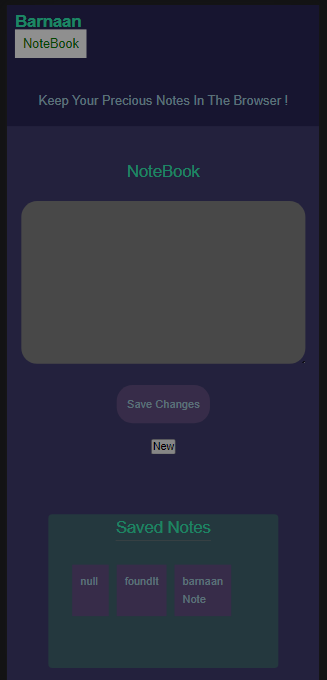 Barnaan
NoteBook
Keep Your Precious Notes In The Browser !
NoteBook
Save Changes
New
Saved Notes
null
foundIt
barnaan
Note